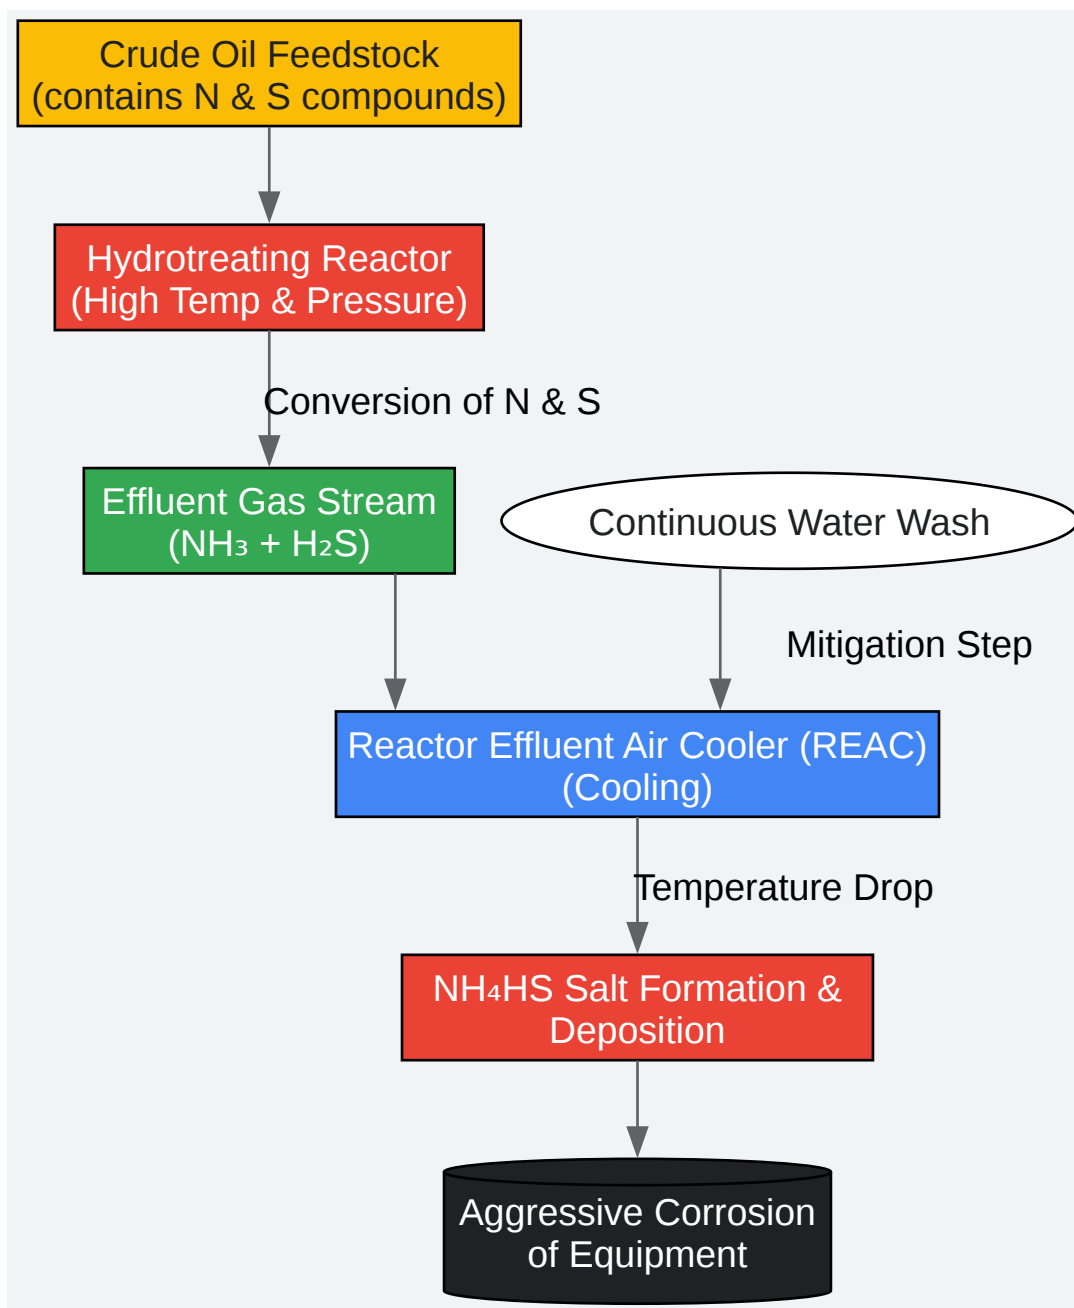 Crude Oil Feedstock
(contains N & S compounds)
Hydrotreating Reactor
(High Temp & Pressure)
Conversion of N & S
Effluent Gas Stream
(NH₃ + H₂S)
Continuous Water Wash
Mitigation Step
Reactor Effluent Air Cooler (REAC)
(Cooling)
Temperature Drop
NH₄HS Salt Formation &
Deposition
Aggressive Corrosion
of Equipment